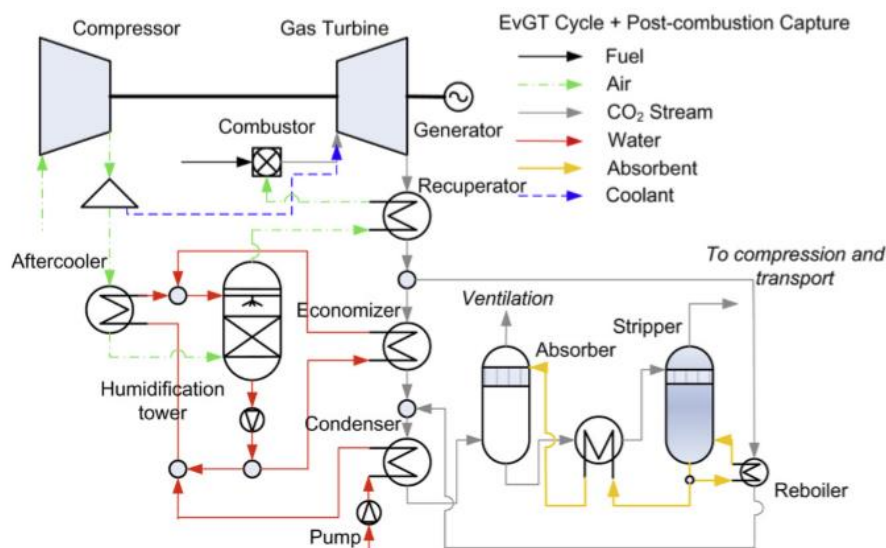 Compressor
Gas Turbine
EvGT Cycle + Post-combustion Capture
Fuel
Air
CO₂ Stream
Water
Absorbent
Coolant
Combustor
Generator
Recuperator
Aftercooler
To compression and
transport
Economizer
Ventilation
Stripper
Absorber
Humidification
tower
Condenser
Reboiler
Pump